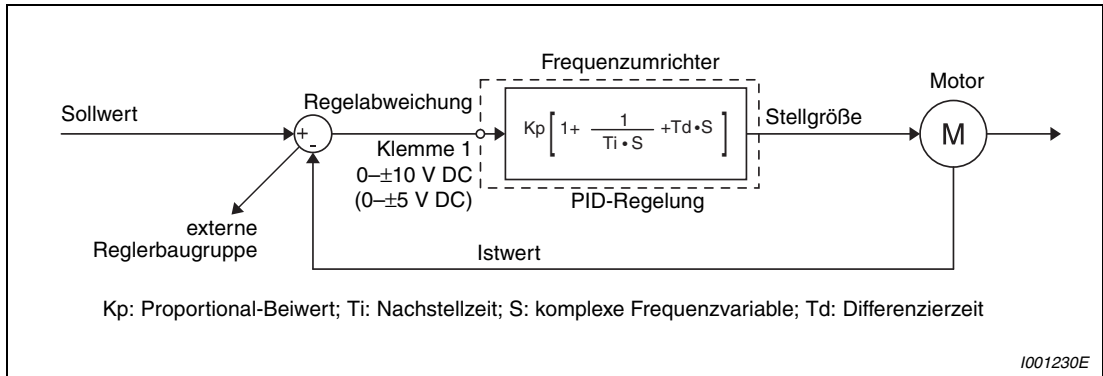 Frequenzumrichter
Motor
Sollwert
Regelabweichung
+
-
Kp [ 1+ 1 / Ti • S +Td • S ]
Stellgröße
M
Klemme 1
0–±10 V DC
(0–±5 V DC)
PID-Regelung
externe
Reglerbaugruppe
Istwert
Kp: Proportional-Beiwert; Ti: Nachstellzeit; S: komplexe Frequenzvariable; Td: Differenzierzeit
I001230E